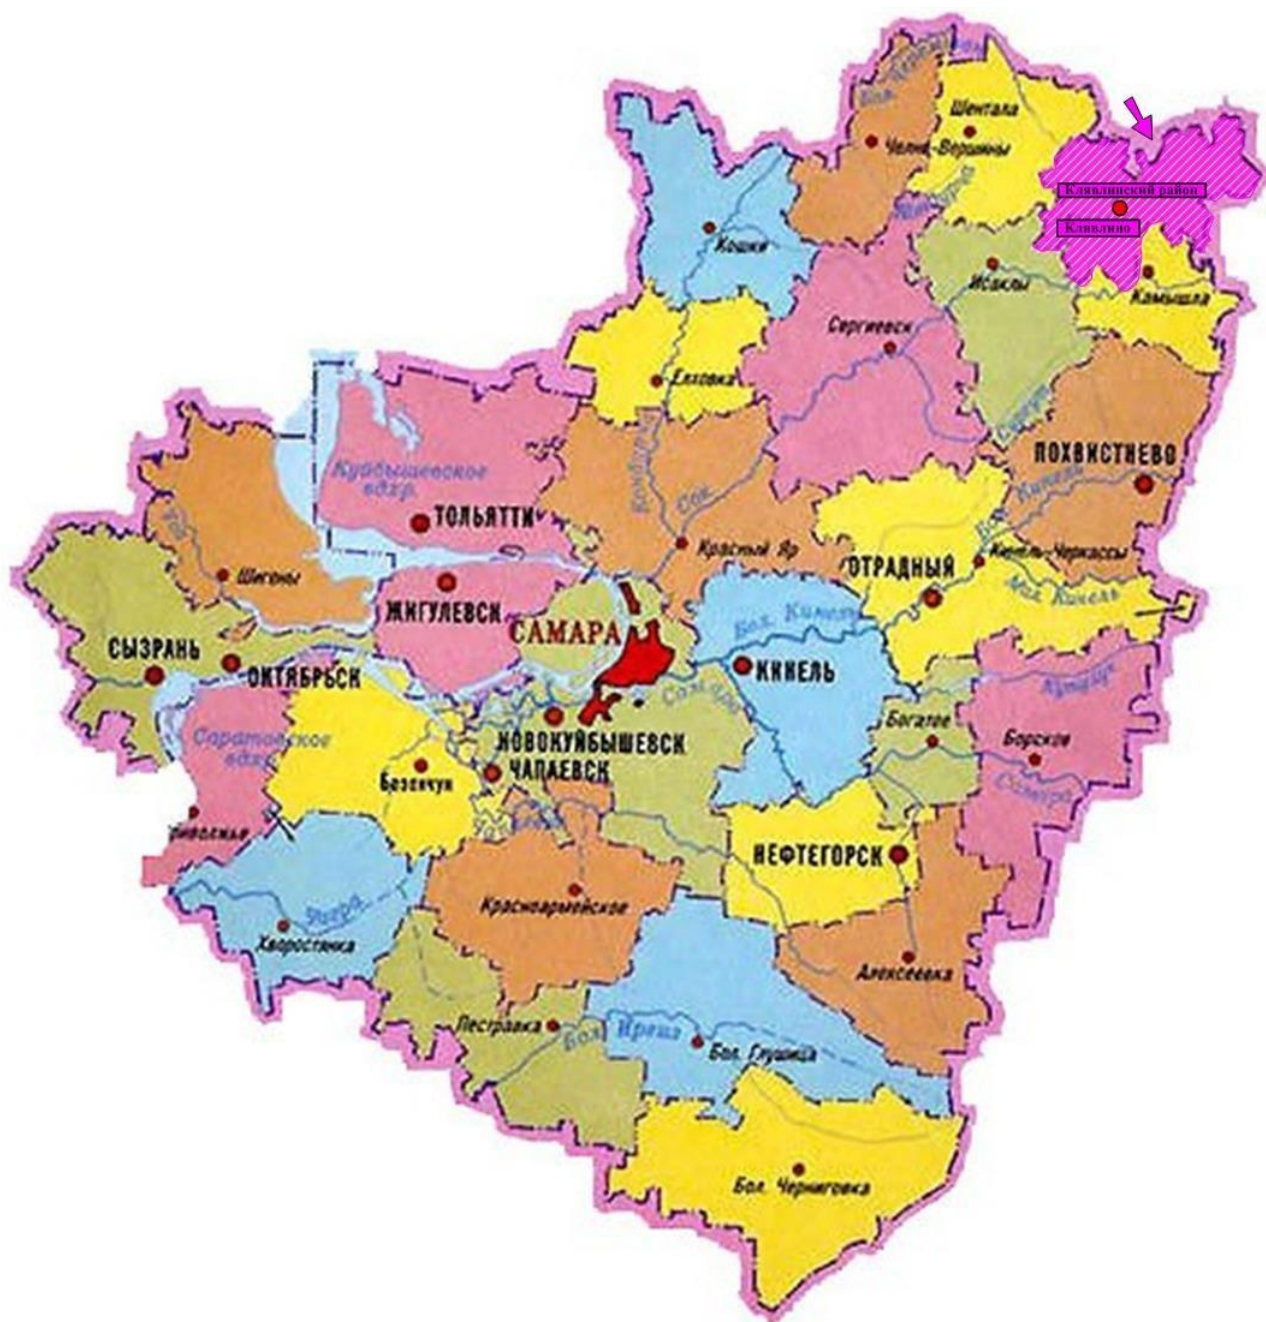 Шентала
Челно-Вершины
Клявлинский район
Клявлино
Кошки
Исаклы
Камышла
Сергиевск
Елховка
Сок
ПОХВИСТНЕВО
Куйбышевское
вдхр.
ТОЛЬЯТТИ
Красный Яр
Кинель-Черкассы
ОТРАДНЫЙ
Шигоны
ЖИГУЛЕВСК
Бол. Кинель
Мал. Кинель
САМАРА
СЫЗРАНЬ
ОКТЯБРЬСК
КИНЕЛЬ
Богатое
Борское
Самара
Саратовское
вдхр.
НОВОКУЙБЫШЕВСК
ЧАПАЕВСК
Безенчук
иволжье
НЕФТЕГОРСК
Красноармейское
Хворостянка
Алексеевка
Пестравка
Бол. Иргиз
Бол. Глушица
Бол. Черниговка